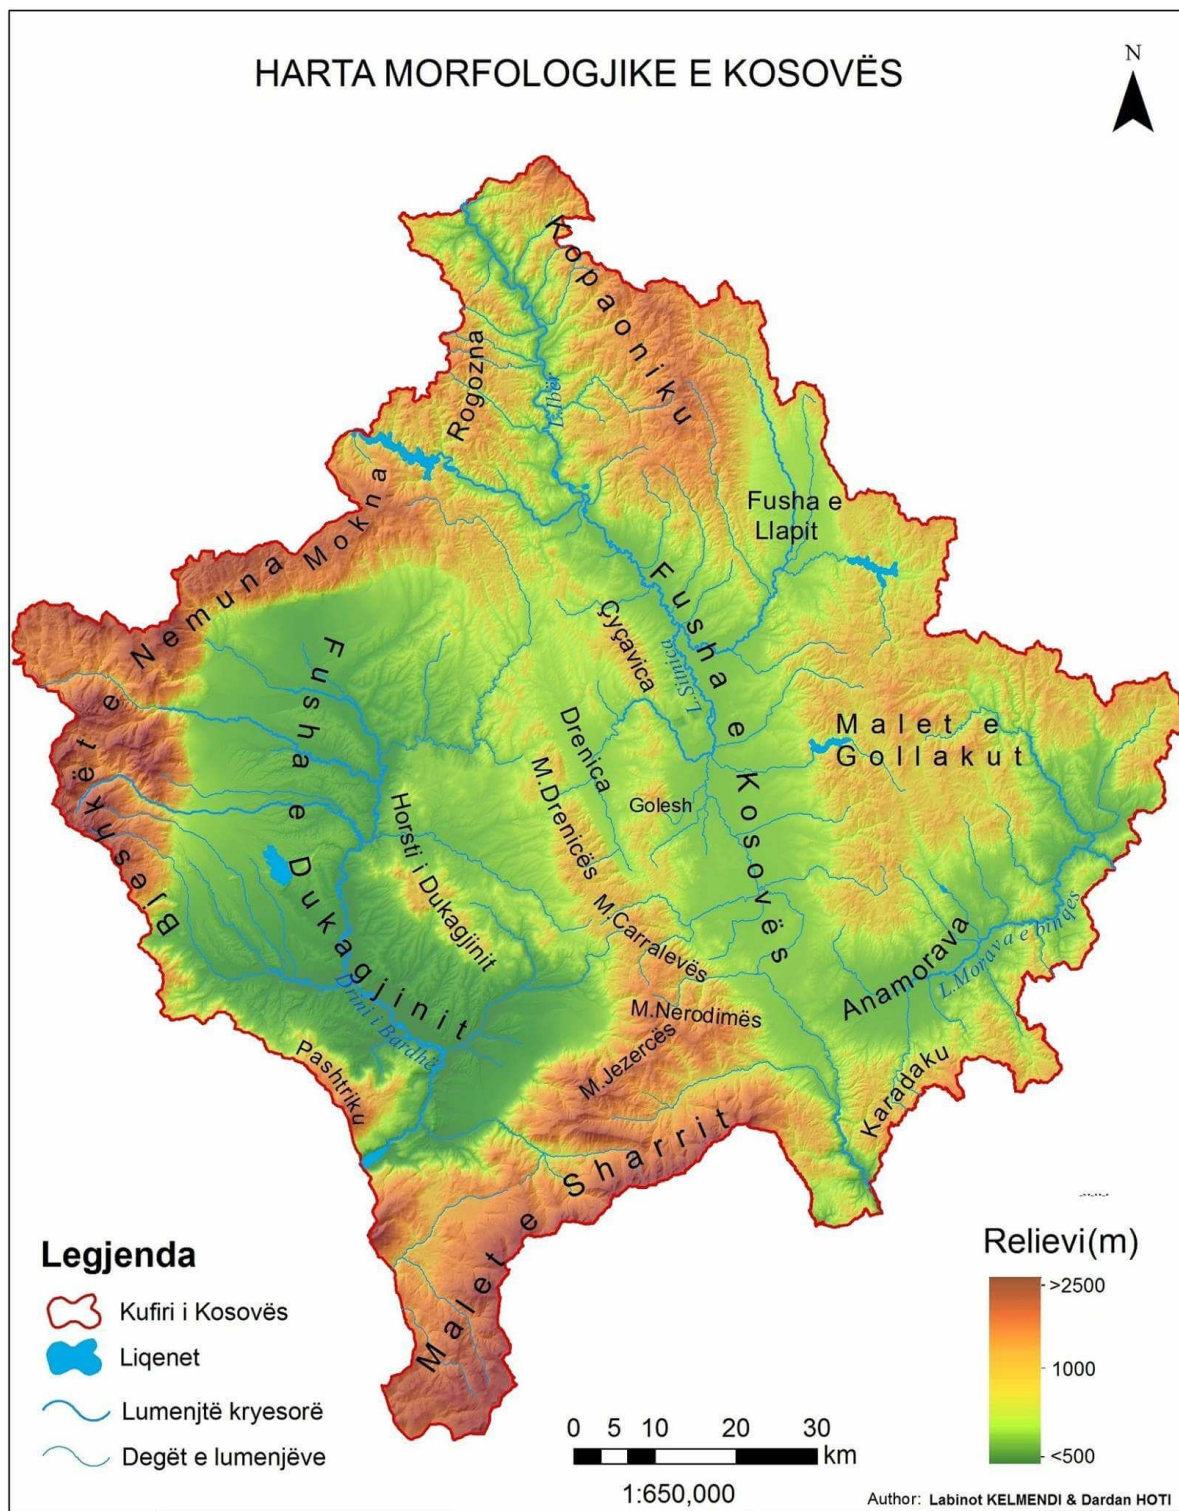 HARTA MORFOLOGJIKE E KOSOVËS
N
Kopaoniku
Rogozna
L.Ibër
Mokna
Fusha e
Llapit
Bjeshkët e Nemuna
Fusha e Kosovës
Çyçavica
L.Sitnica
Fusha e Dukagjinit
Drenica
Malet e
Gollakut
M.Drenicës
Golesh
Horsti i Dukagjinit
M.Carralevës
Anamorava
L.Morava e binçës
Drini i Bardhë
M.Nerodimës
M.Jezercës
Pashtriku
Karadaku
Malet e Sharrit
Legjenda
Kufiri i Kosovës
Liqenet
Lumenjtë kryesorë
Degët e lumenjëve
0 5 10 20 30
km
1:650,000
Relievi(m)
>2500
1000
<500
Author: Labinot KELMENDI & Dardan HOTI